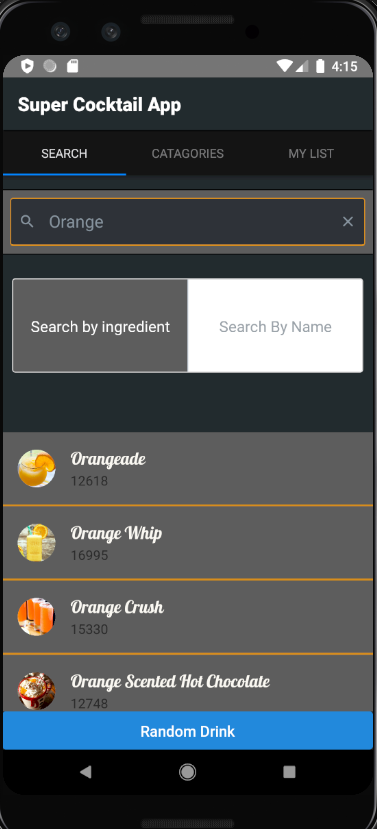 4:15
Super Cocktail App
SEARCH CATAGORIES MY LIST
Orange
Search by ingredient Search By Name
Orangeade
12618
Orange Whip
16995
Orange Crush
15330
Orange Scented Hot Chocolate
12748
Random Drink